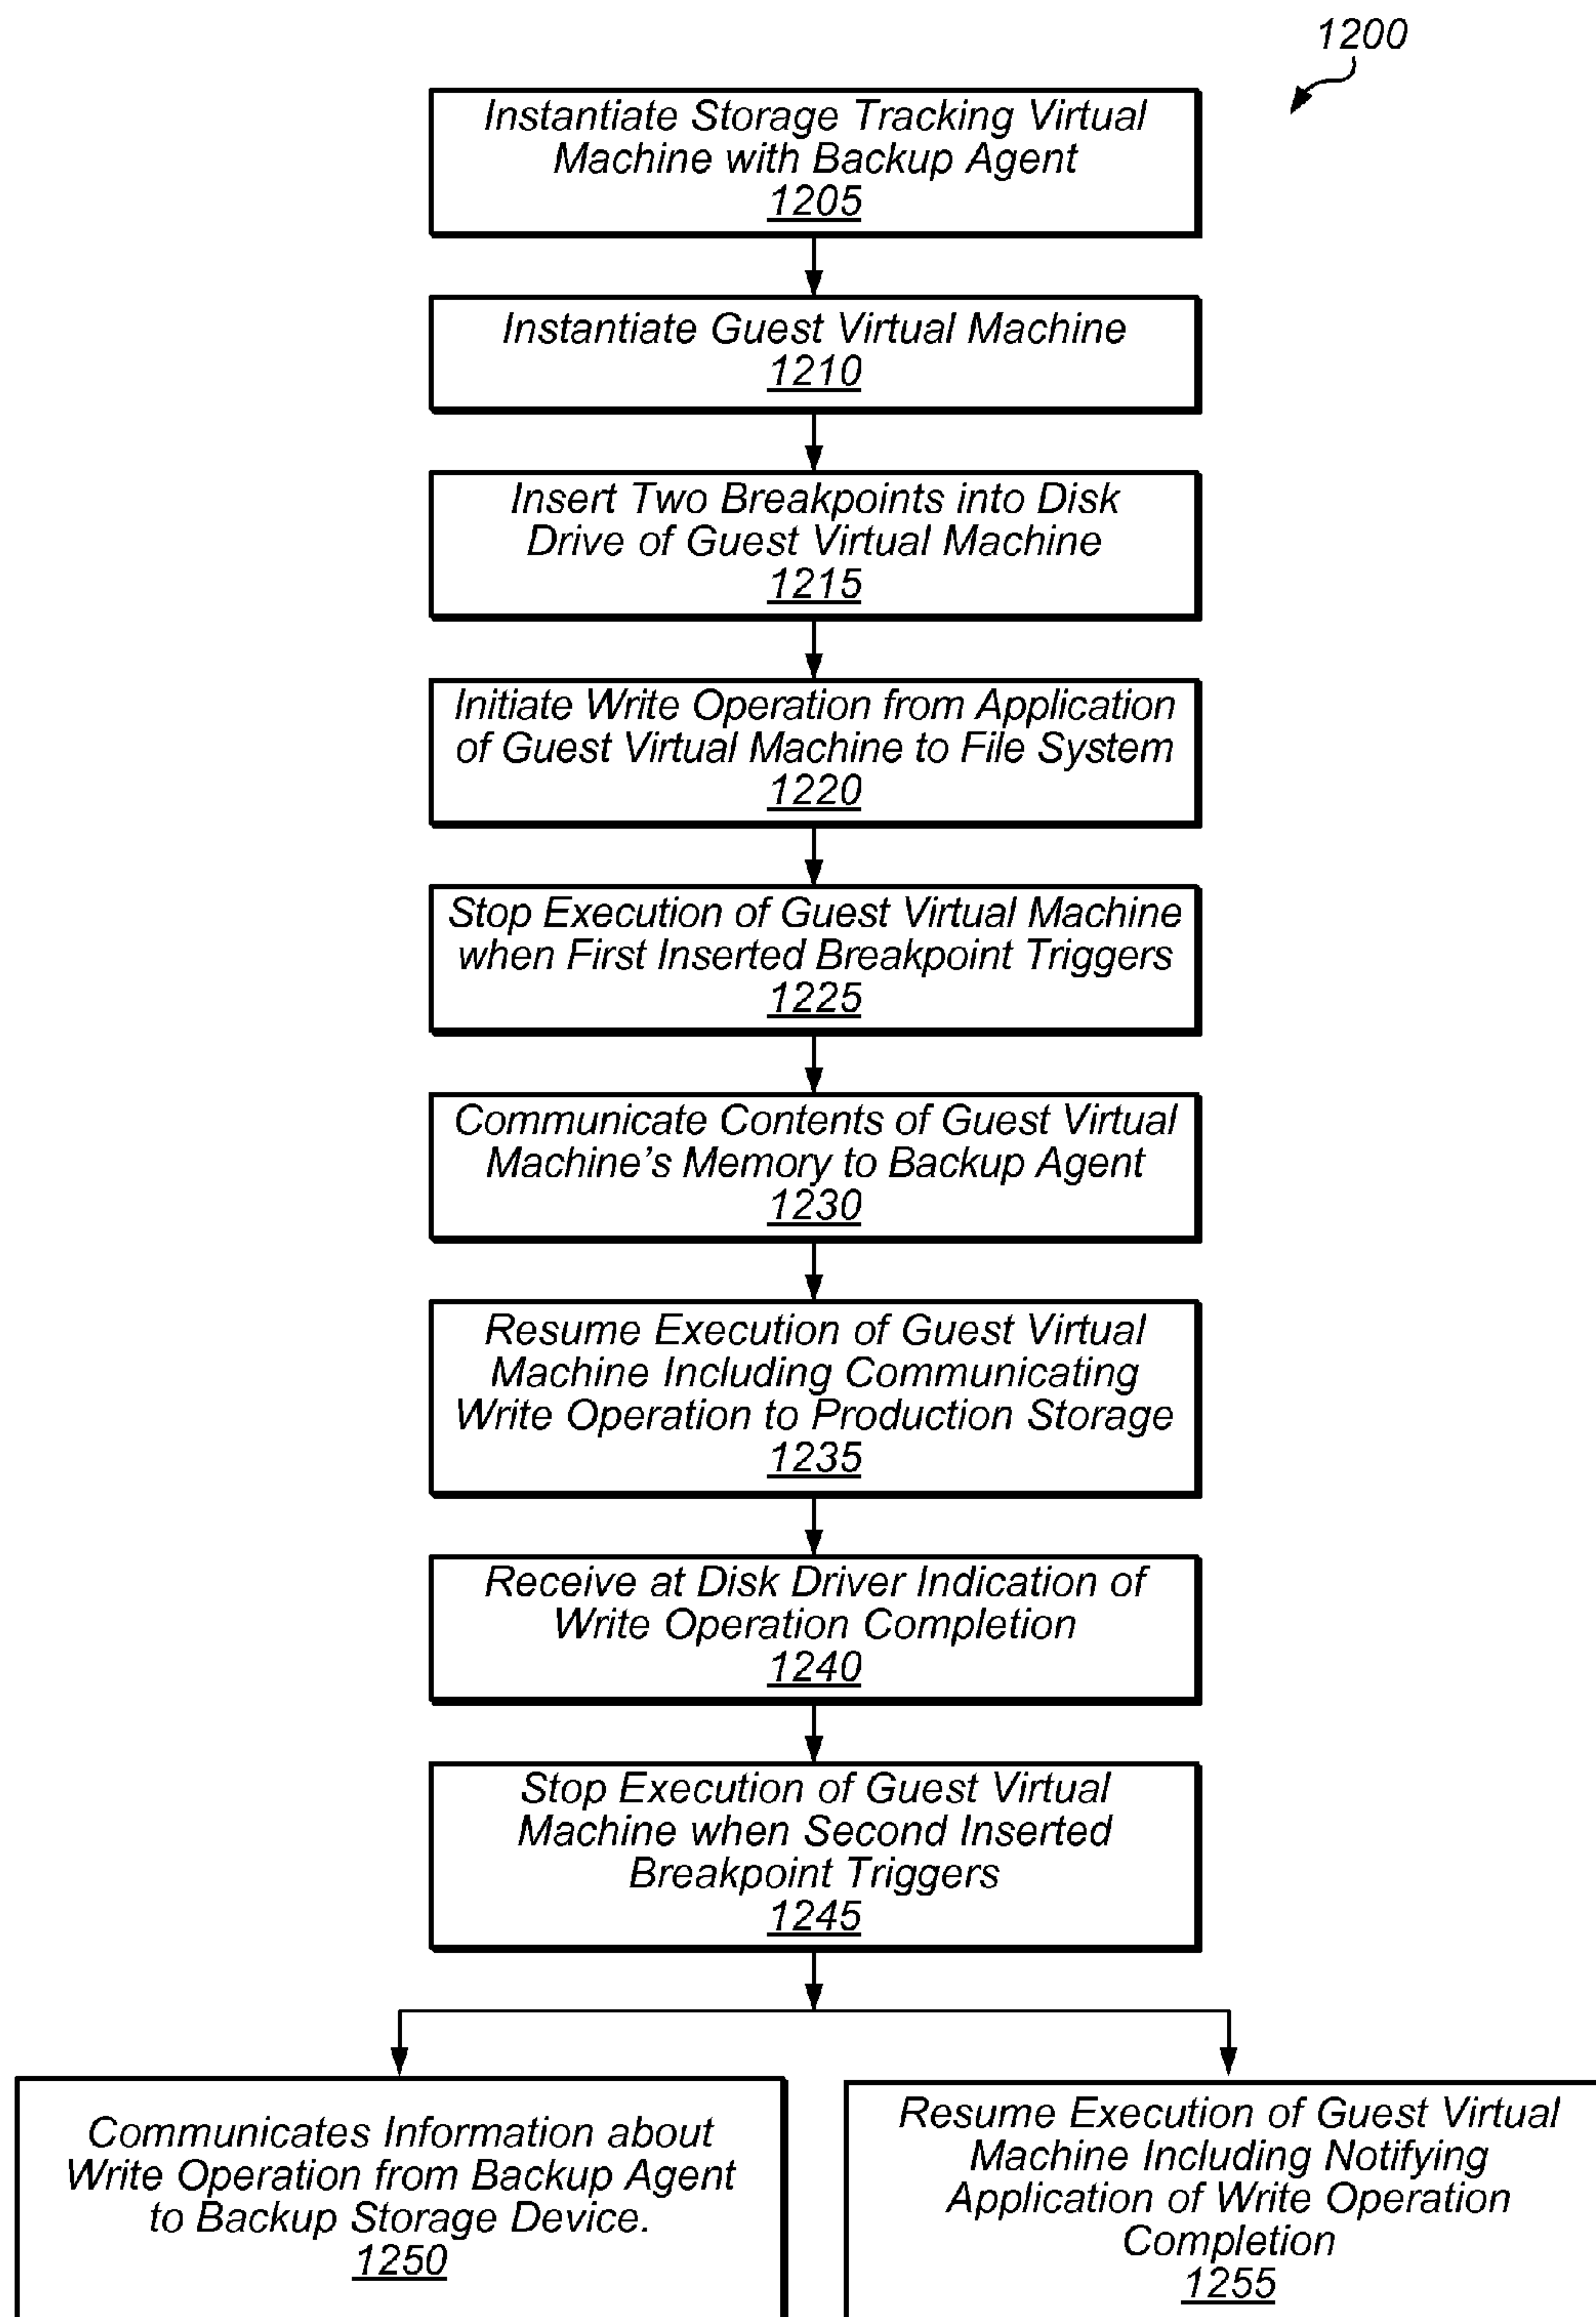 1200
Instantiate Storage Tracking Virtual
Machine with Backup Agent
1205
Instantiate Guest Virtual Machine
1210
Insert Two Breakpoints into Disk
Drive of Guest Virtual Machine
1215
Initiate Write Operation from Application
of Guest Virtual Machine to File System
1220
Stop Execution of Guest Virtual Machine
when First Inserted Breakpoint Triggers
1225
Communicate Contents of Guest Virtual
Machine's Memory to Backup Agent
1230
Resume Execution of Guest Virtual
Machine Including Communicating
Write Operation to Production Storage
1235
Receive at Disk Driver Indication of
Write Operation Completion
1240
Stop Execution of Guest Virtual
Machine when Second Inserted
Breakpoint Triggers
1245
Communicates Information about
Write Operation from Backup Agent
to Backup Storage Device.
1250
Resume Execution of Guest Virtual
Machine Including Notifying
Application of Write Operation
Completion
1255